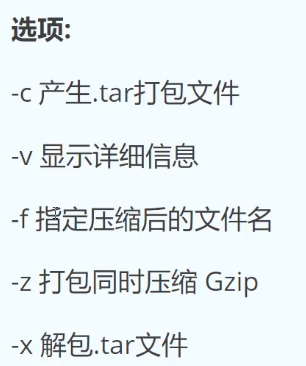 选项:
-c 产生.tar打包文件
-v 显示详细信息
-f 指定压缩后的文件名
-z 打包同时压缩 Gzip
-x 解包.tar文件